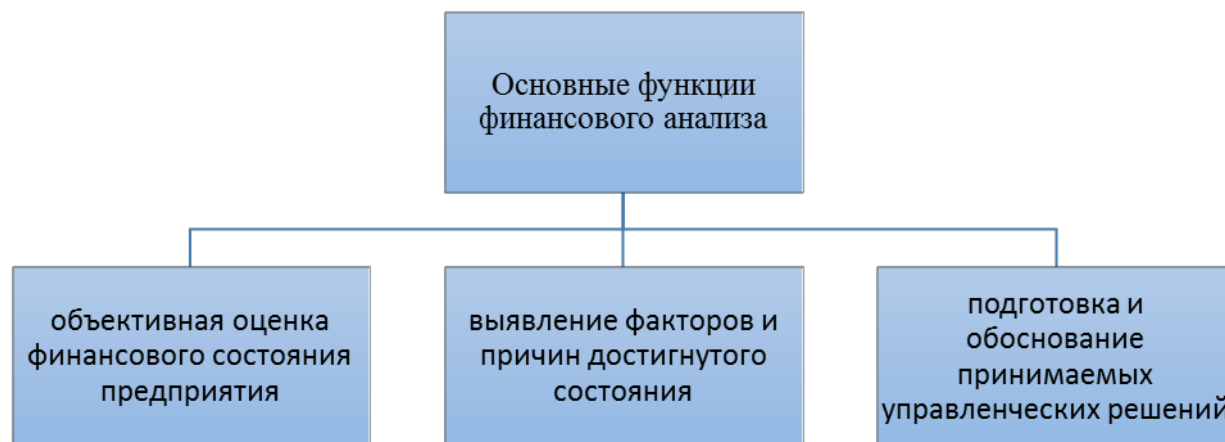 Основные функции
финансового анализа
объективная оценка
финансового состояния
предприятия
выявление факторов и
причин достигнутого
состояния
подготовка и
обоснование
принимаемых
управленческих решений